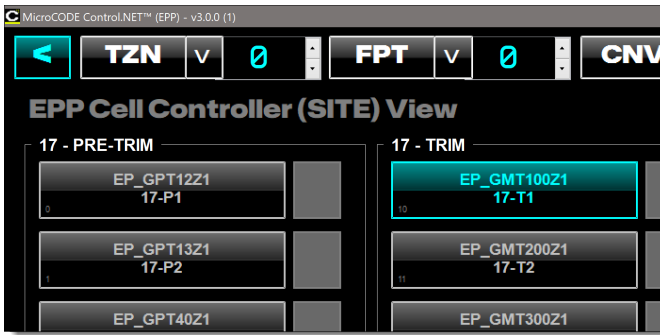 C MicroCODE Control.NET™ (EPP) - v3.0.0 (1)
< TZN v 0 FPT v 0 CNV
EPP Cell Controller (SITE) View
17 - PRE-TRIM
EP_GPT12Z1
17-P1
0
EP_GPT13Z1
17-P2
1
EP_GPT40Z1
17 - TRIM
EP_GMT100Z1
17-T1
10
EP_GMT200Z1
17-T2
11
EP_GMT300Z1